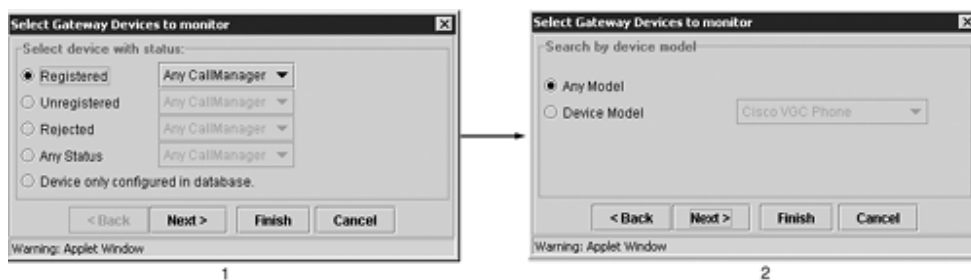 Select Gateway Devices to monitor
Select device with status:
Registered Any CallManager
Unregistered Any CallManager
Rejected Any CallManager
Any Status Any CallManager
Device only configured in database.
< Back Next > Finish Cancel
Warning: Applet Window
1
Select Gateway Devices to monitor
Search by device model
Any Model
Device Model Cisco VGC Phone
< Back Next > Finish Cancel
Warning: Applet Window
2